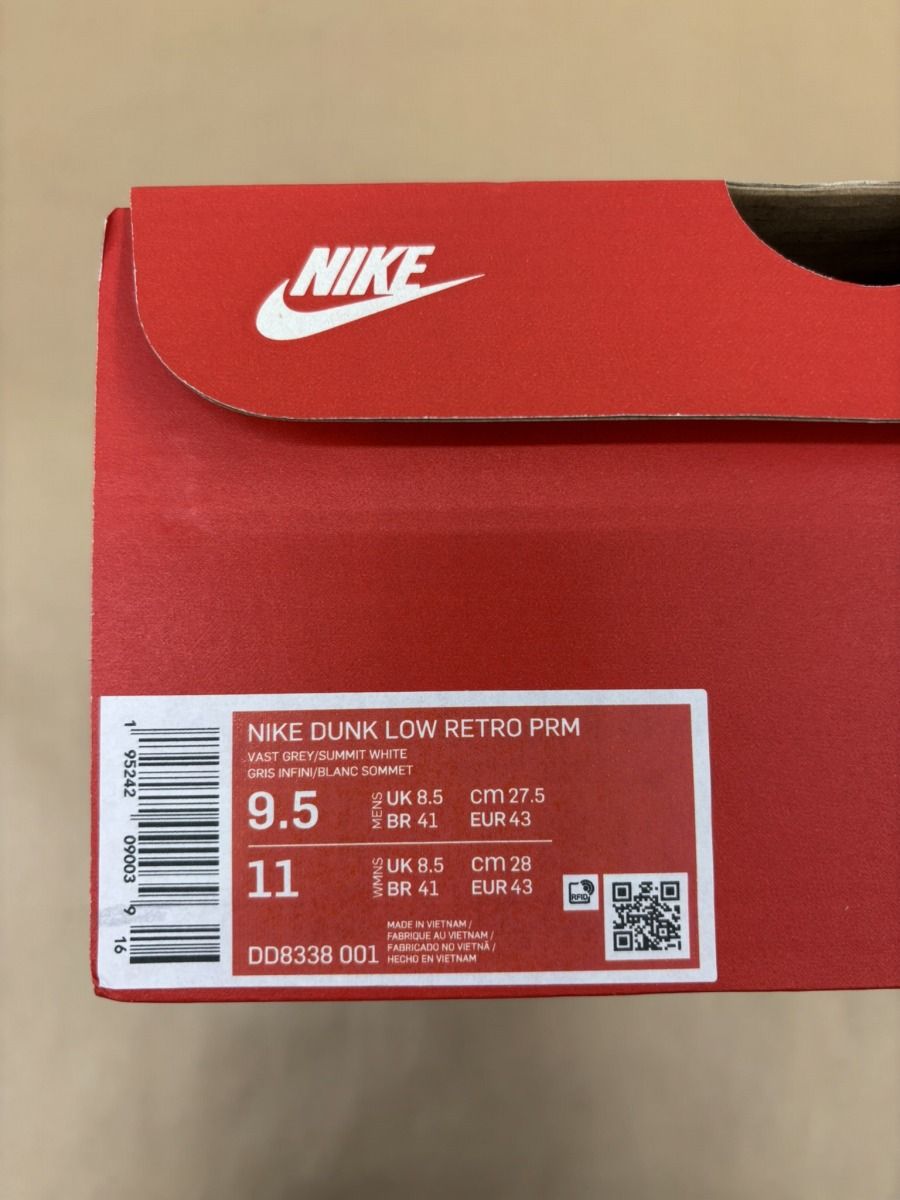 NIKE
NIKE DUNK LOW RETRO PRM
VAST GREY/SUMMIT WHITE
GRIS INFINI/BLANC SOMMET
9.5 MENS UK 8.5 cm 27.5
BR 41 EUR 43
11 WMNS UK 8.5 cm 28
BR 41 EUR 43
RFID
MADE IN VIETNAM /
FABRIQUE AU VIETNAM /
FABRICADO NO VIETNÃ /
HECHO EN VIETNAM
DD8338 001
1 95242 09003 9 16